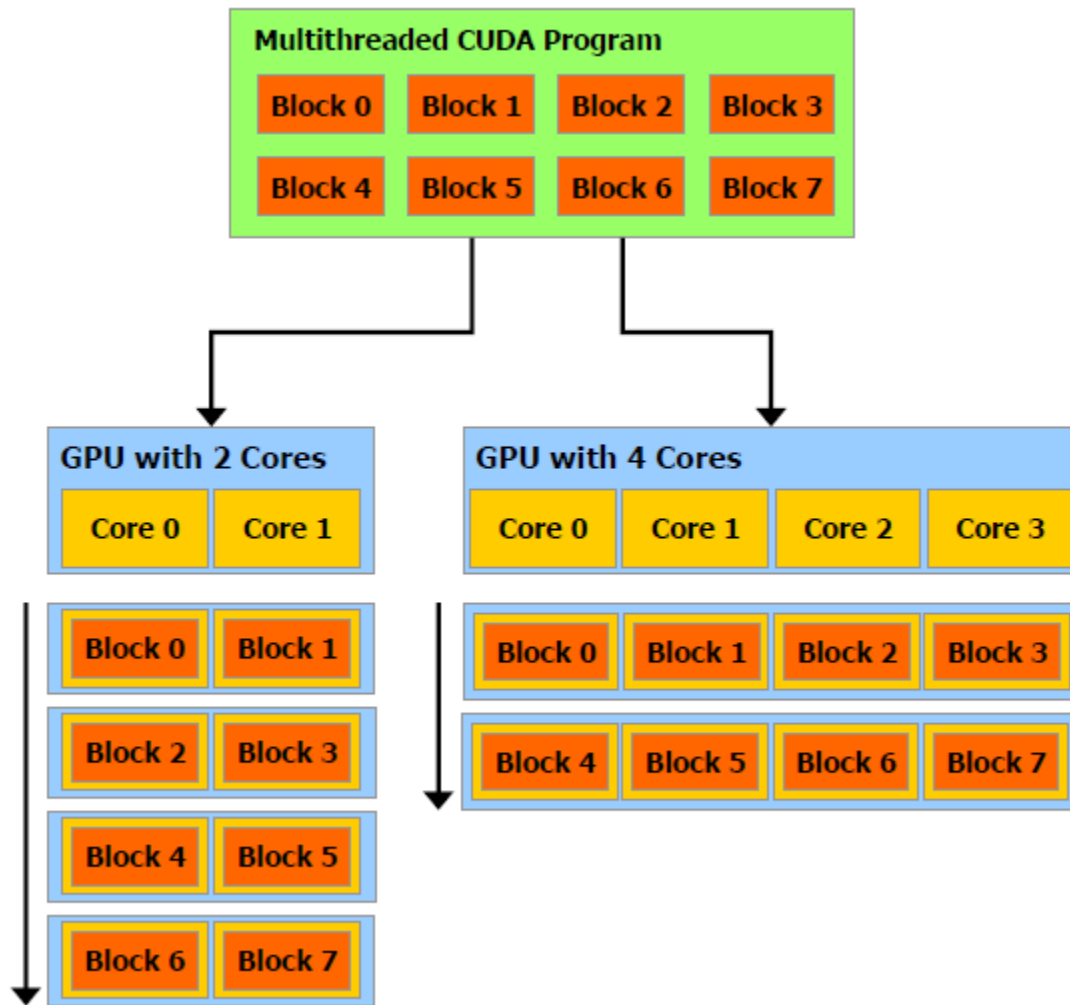 Multithreaded CUDA Program
Block 0 Block 1 Block 2 Block 3
Block 4 Block 5 Block 6 Block 7
GPU with 2 Cores
Core 0 Core 1
Block 0 Block 1
Block 2 Block 3
Block 4 Block 5
Block 6 Block 7
GPU with 4 Cores
Core 0 Core 1 Core 2 Core 3
Block 0 Block 1 Block 2 Block 3
Block 4 Block 5 Block 6 Block 7